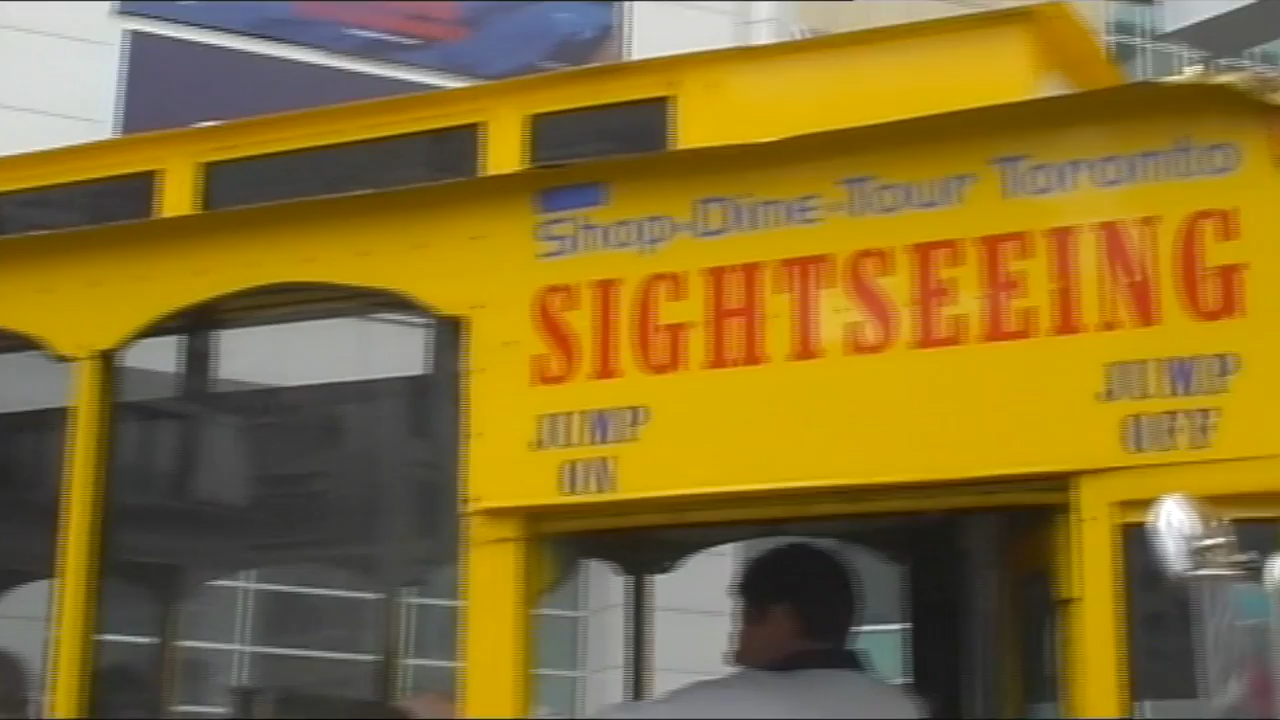 Shop-Dine-Tour Toronto
SIGHTSEEING
JUMP
ON
JUMP
OFF